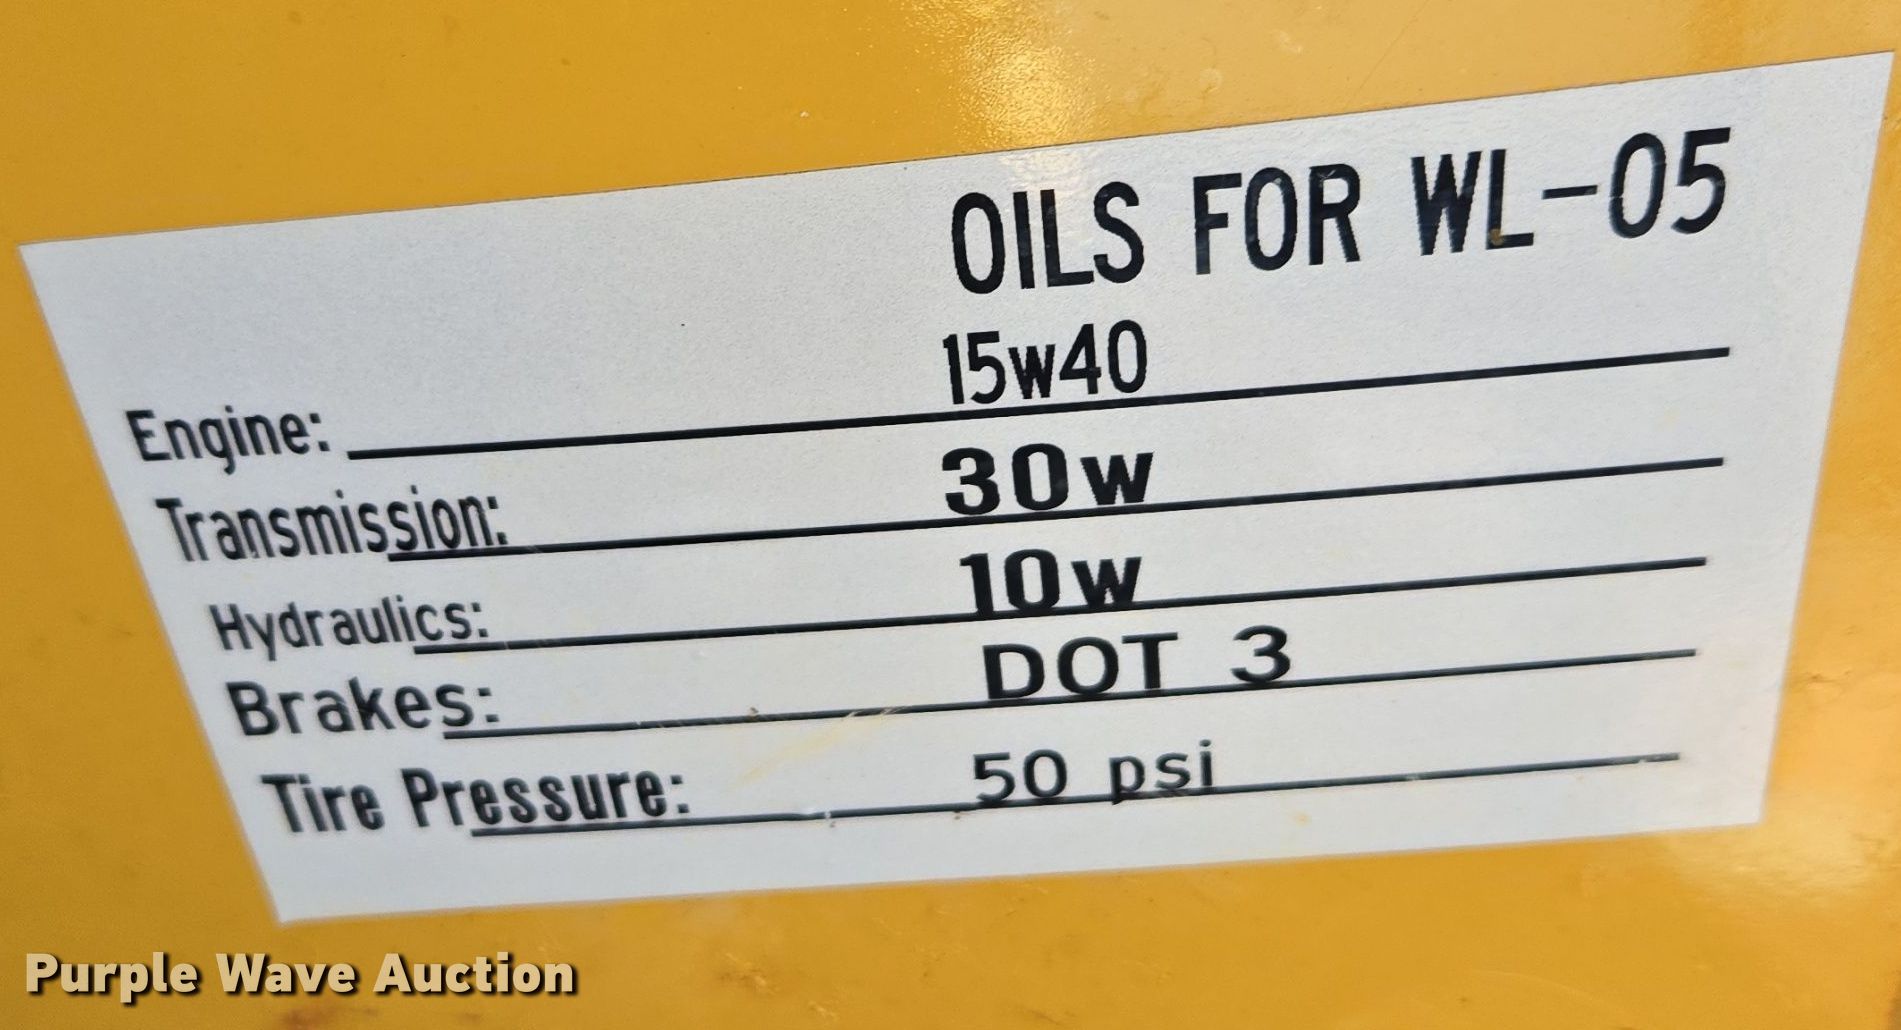 OILS FOR WL-05
Engine: 15w40
Transmission: 30w
Hydraulics: 10w
Brakes: DOT 3
Tire Pressure: 50 psi
Purple Wave Auction